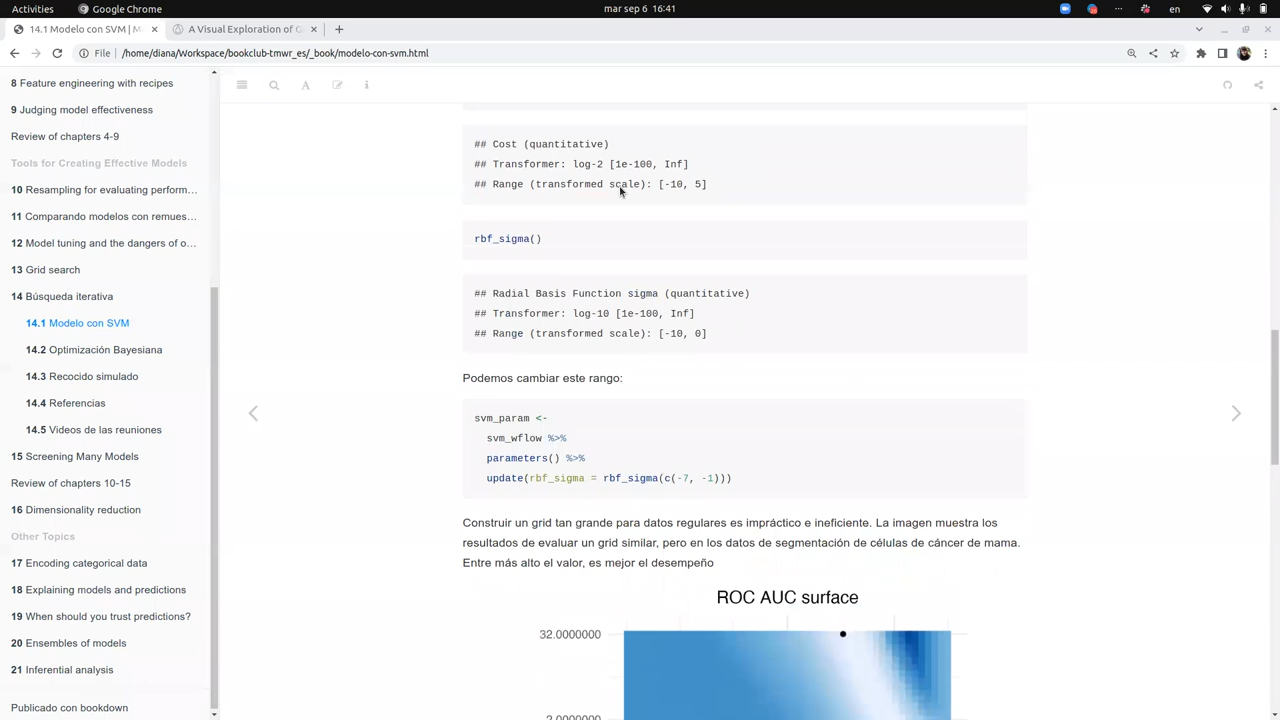 Activities
Google Chrome
mar sep 6 16:41
en
14.1 Modelo con SVM | M
A Visual Exploration of G
File
/home/diana/Workspace/bookclub-tmwr_es/_book/modelo-con-svm.html
8 Feature engineering with recipes
9 Judging model effectiveness
Review of chapters 4-9
Tools for Creating Effective Models
10 Resampling for evaluating perform…
11 Comparando modelos con remues…
12 Model tuning and the dangers of o…
13 Grid search
14 Búsqueda iterativa
14.1 Modelo con SVM
14.2 Optimización Bayesiana
14.3 Recocido simulado
14.4 Referencias
14.5 Videos de las reuniones
15 Screening Many Models
Review of chapters 10-15
16 Dimensionality reduction
Other Topics
17 Encoding categorical data
18 Explaining models and predictions
19 When should you trust predictions?
20 Ensembles of models
21 Inferential analysis
Publicado con bookdown
## Cost (quantitative)
## Transformer: log-2 [1e-100, Inf]
## Range (transformed scale): [-10, 5]
rbf_sigma()
## Radial Basis Function sigma (quantitative)
## Transformer: log-10 [1e-100, Inf]
## Range (transformed scale): [-10, 0]
Podemos cambiar este rango:
svm_param <-
svm_wflow %>%
parameters() %>%
update(rbf_sigma = rbf_sigma(c(-7, -1)))
Construir un grid tan grande para datos regulares es impráctico e ineficiente. La imagen muestra los
resultados de evaluar un grid similar, pero en los datos de segmentación de células de cáncer de mama.
Entre más alto el valor, es mejor el desempeño
ROC AUC surface
32.0000000
2.0000000